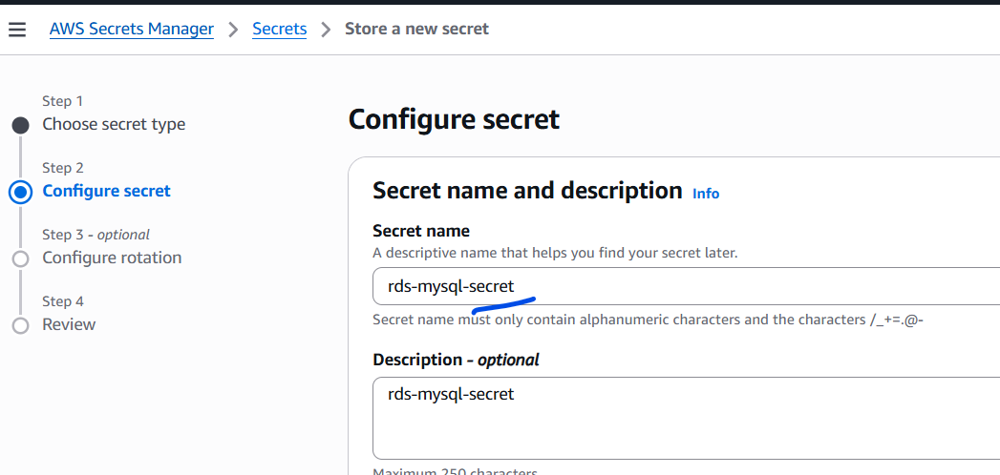 AWS Secrets Manager > Secrets > Store a new secret
Step 1
Choose secret type
Step 2
Configure secret
Step 3 - optional
Configure rotation
Step 4
Review
Configure secret
Secret name and description Info
Secret name
A descriptive name that helps you find your secret later.
rds-mysql-secret
Secret name must only contain alphanumeric characters and the characters /_+=.@-
Description - optional
rds-mysql-secret
Maximum 250 characters